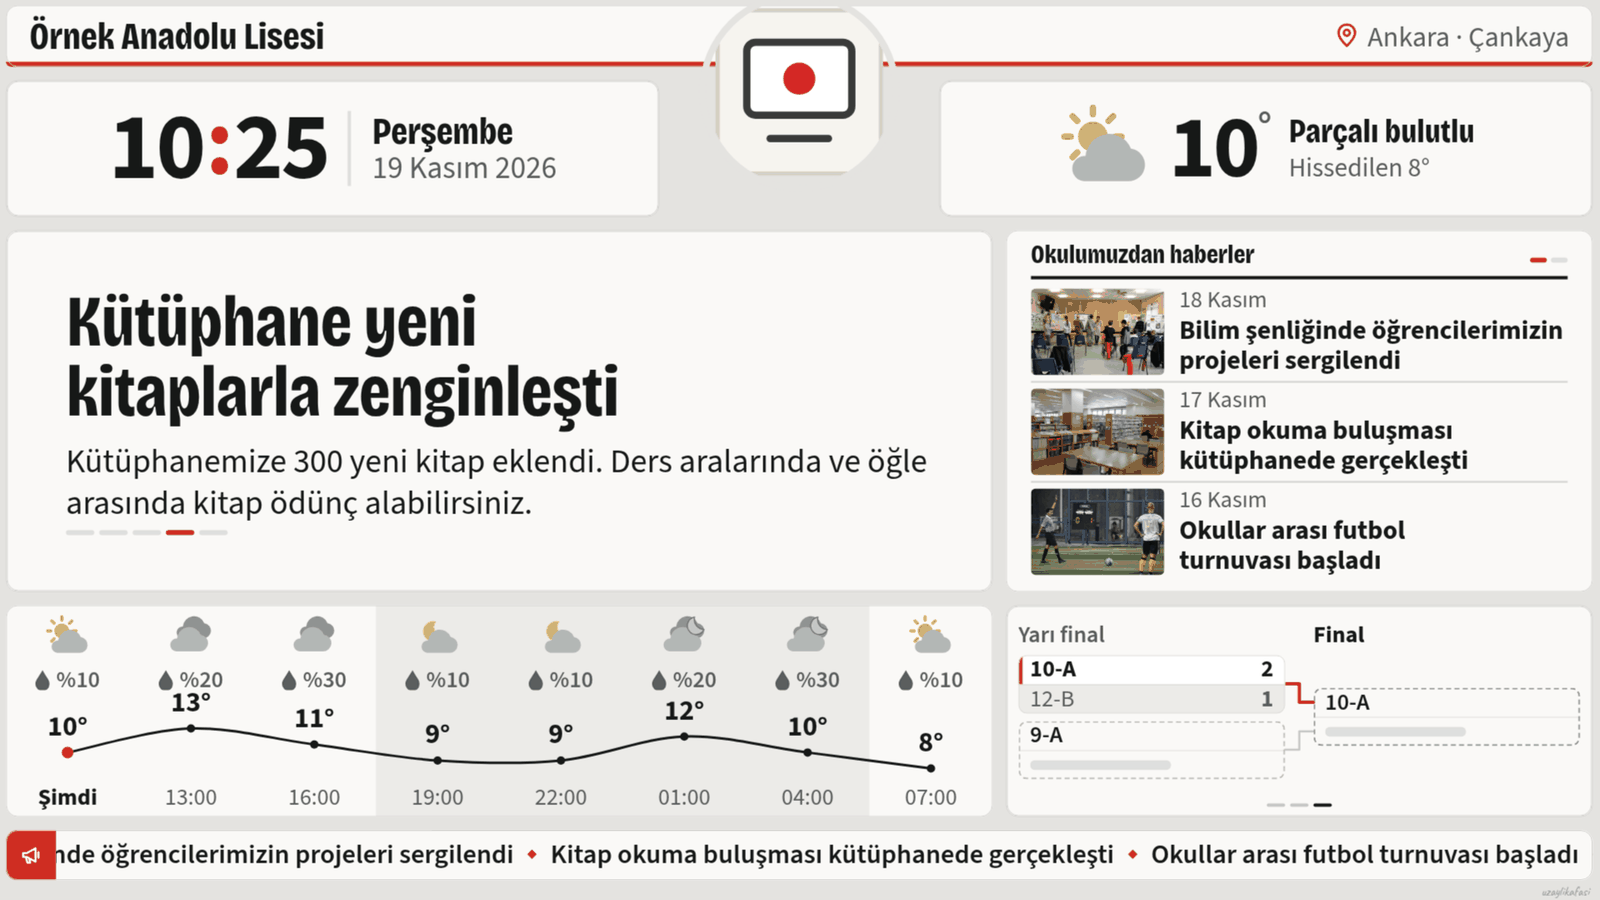 Örnek Anadolu Lisesi
Ankara · Çankaya
10:25
Perşembe
19 Kasım 2026
10°
Parçalı bulutlu
Hissedilen 8°
Kütüphane yeni
kitaplarla zenginleşti
Kütüphanemize 300 yeni kitap eklendi. Ders aralarında ve öğle
arasında kitap ödünç alabilirsiniz.
Okulumuzdan haberler
18 Kasım
Bilim şenliğinde öğrencilerimizin
projeleri sergilendi
17 Kasım
Kitap okuma buluşması
kütüphanede gerçekleşti
16 Kasım
Okullar arası futbol
turnuvası başladı
%10 %20 %30 %10 %10 %20 %30 %10
10° 13° 11° 9° 9° 12° 10° 8°
Şimdi 13:00 16:00 19:00 22:00 01:00 04:00 07:00
Yarı final
Final
10-A 2
12-B 1
9-A
10-A
nde öğrencilerimizin projeleri sergilendi ◆ Kitap okuma buluşması kütüphanede gerçekleşti ◆ Okullar arası futbol turnuvası başladı
uzaylikafasi